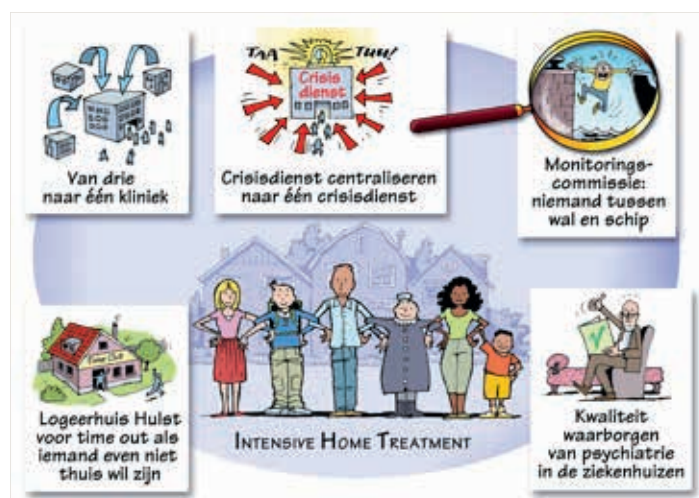 Van drie
naar één kliniek
TAA TUU!
Crisis
dienst
Crisisdienst centraliseren
naar één crisisdienst
Monitorings-
commissie:
niemand tussen
wal en schip
Time Out
Logeerhuis Hulst
voor time out als
iemand even niet
thuis wil zijn
INTENSIVE HOME TREATMENT
Kwaliteit
waarborgen
van psychiatrie
in de ziekenhuizen